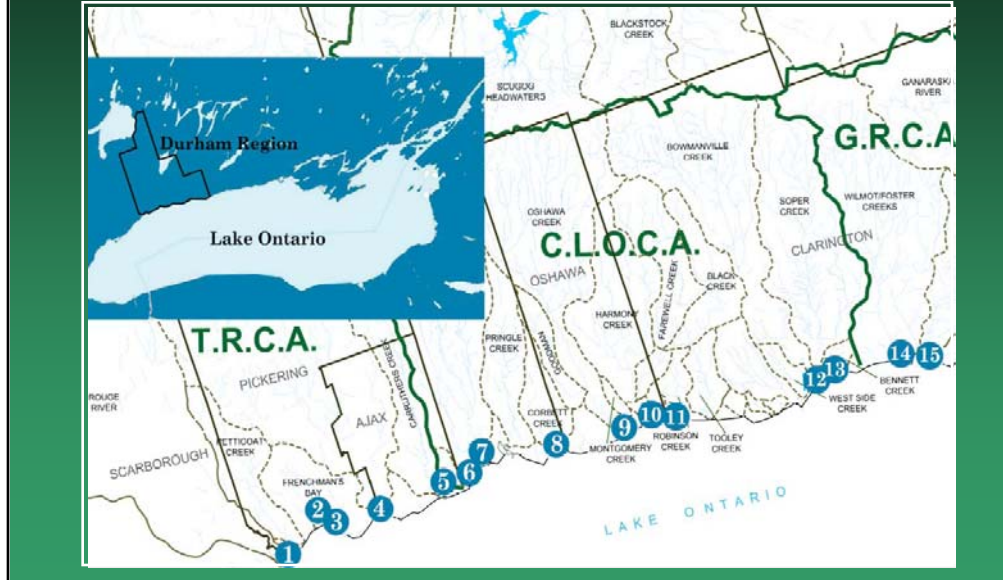 BLACKSTOCK
CREEK
SCUGOG
HEADWATERS
GANARASKA
RIVER
Durham Region
Lake Ontario
G.R.C.A
BOWMANVILLE
CREEK
SOPER
CREEK
WILMOT/FOSTER
CREEKS
OSHAWA
CREEK
C.L.O.C.A.
CLARINGTON
OSHAWA
BLACK
CREEK
FAREWELL CREEK
HARMONY
CREEK
T.R.C.A.
PRINGLE
CREEK
GOODMAN
PICKERING
CARRUTHERS CREEK
AJAX
ROUGE
RIVER
PETTICOAT
CREEK
SCARBOROUGH
FRENCHMAN'S
BAY
CORBETT
CREEK
MONTGOMERY
CREEK
ROBINSON
CREEK
TOOLEY
CREEK
WEST SIDE
CREEK
BENNETT
CREEK
1
2
3
4
5
6
7
8
9
10
11
12
13
14
15
LAKE ONTARIO